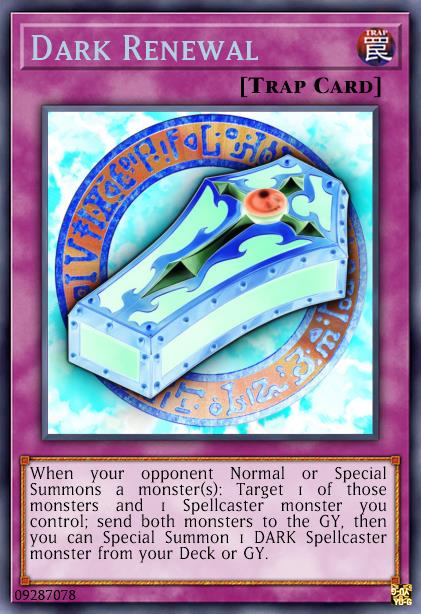 DARK RENEWAL
TRAP
罠
[TRAP CARD]
When your opponent Normal or Special
Summons a monster(s): Target 1 of those
monsters and 1 Spellcaster monster you
control; send both monsters to the GY, then
you can Special Summon 1 DARK Spellcaster
monster from your Deck or GY.
09287078